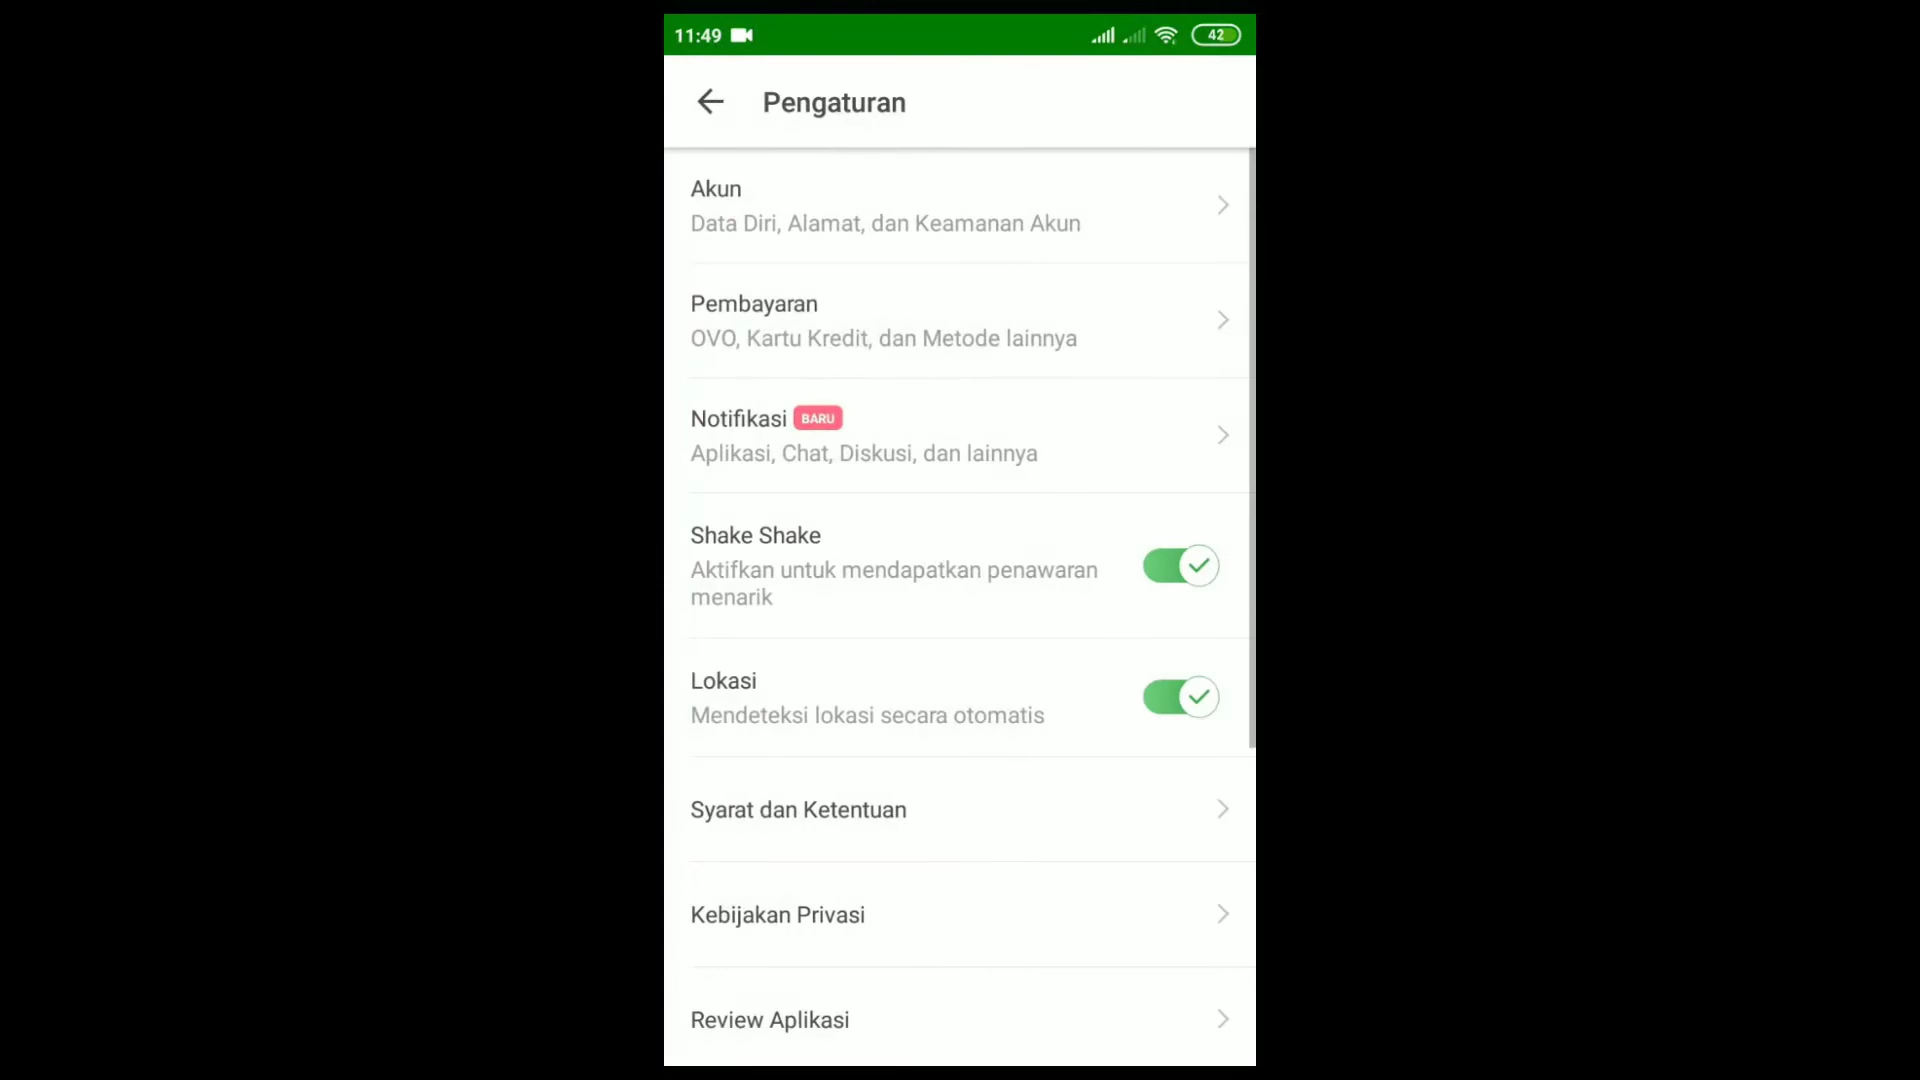 11:49
42
Pengaturan
Akun
Data Diri, Alamat, dan Keamanan Akun
Pembayaran
OVO, Kartu Kredit, dan Metode lainnya
Notifikasi BARU
Aplikasi, Chat, Diskusi, dan lainnya
Shake Shake
Aktifkan untuk mendapatkan penawaran
menarik
Lokasi
Mendeteksi lokasi secara otomatis
Syarat dan Ketentuan
Kebijakan Privasi
Review Aplikasi